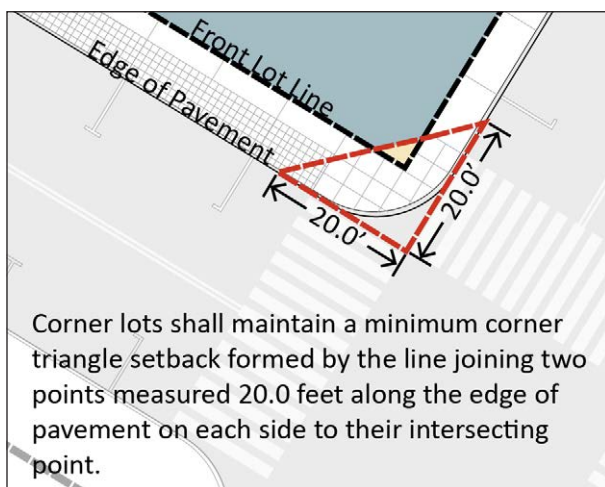 Front Lot Line
Edge of Pavement
20.0’
20.0’
Corner lots shall maintain a minimum corner
triangle setback formed by the line joining two
points measured 20.0 feet along the edge of
pavement on each side to their intersecting
point.